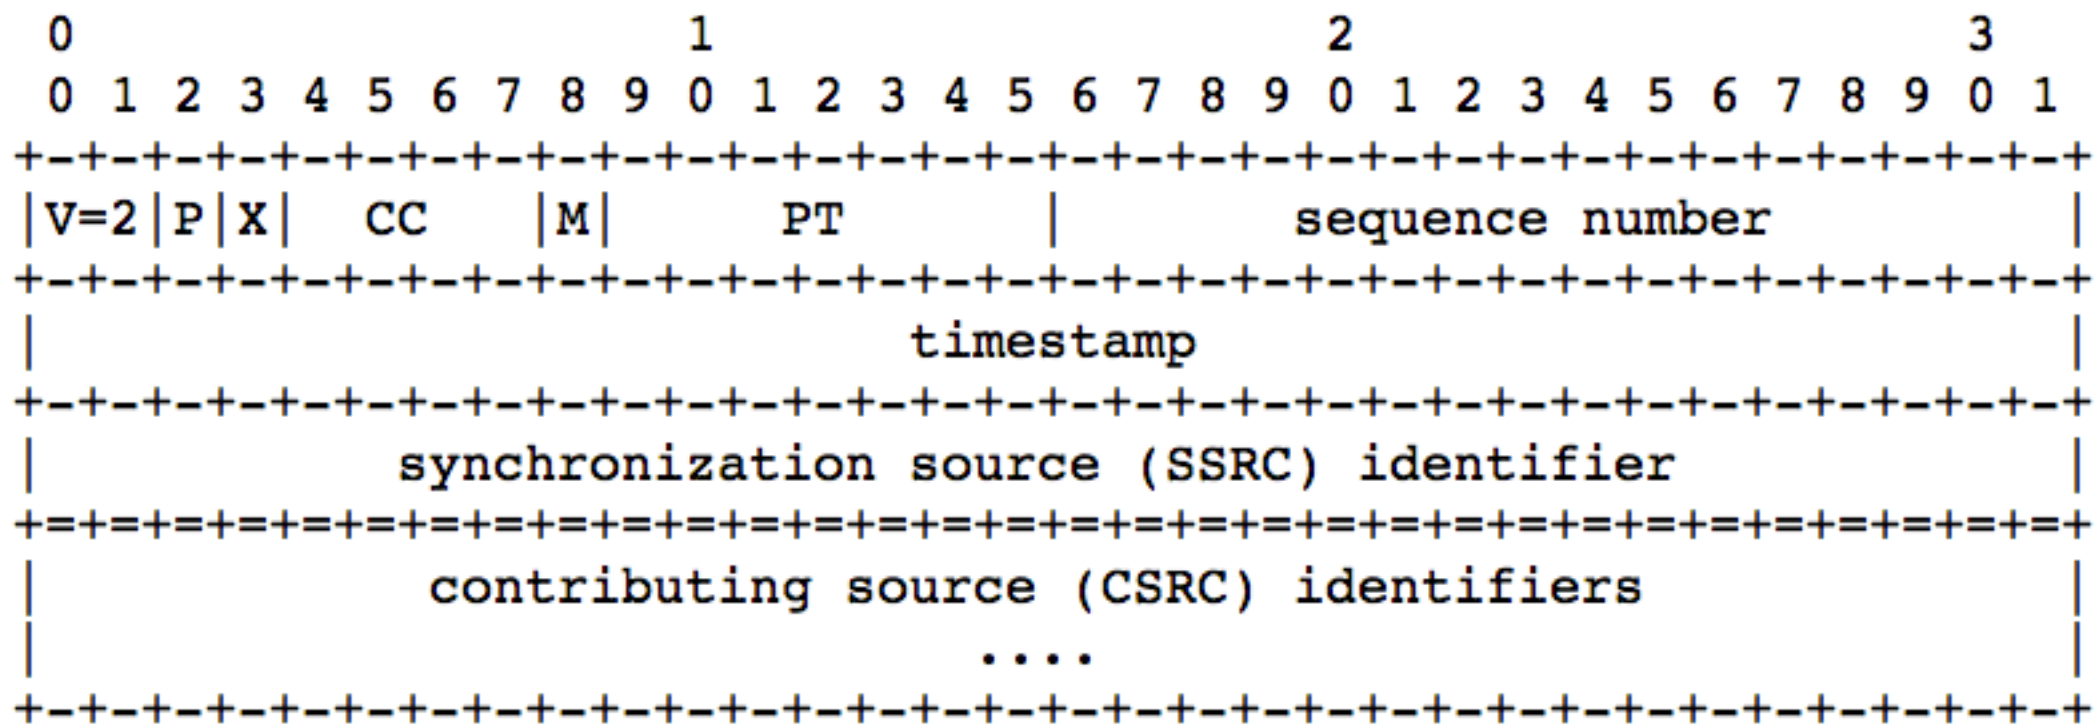 0                   1                   2                   3
 0 1 2 3 4 5 6 7 8 9 0 1 2 3 4 5 6 7 8 9 0 1 2 3 4 5 6 7 8 9 0 1
+-+-+-+-+-+-+-+-+-+-+-+-+-+-+-+-+-+-+-+-+-+-+-+-+-+-+-+-+-+-+-+-+
|V=2|P|X|  CC   |M|     PT      |       sequence number         |
+-+-+-+-+-+-+-+-+-+-+-+-+-+-+-+-+-+-+-+-+-+-+-+-+-+-+-+-+-+-+-+-+
|                           timestamp                           |
+-+-+-+-+-+-+-+-+-+-+-+-+-+-+-+-+-+-+-+-+-+-+-+-+-+-+-+-+-+-+-+-+
|           synchronization source (SSRC) identifier            |
+=+=+=+=+=+=+=+=+=+=+=+=+=+=+=+=+=+=+=+=+=+=+=+=+=+=+=+=+=+=+=+=+
|            contributing source (CSRC) identifiers             |
|                             ....                              |
+-+-+-+-+-+-+-+-+-+-+-+-+-+-+-+-+-+-+-+-+-+-+-+-+-+-+-+-+-+-+-+-+